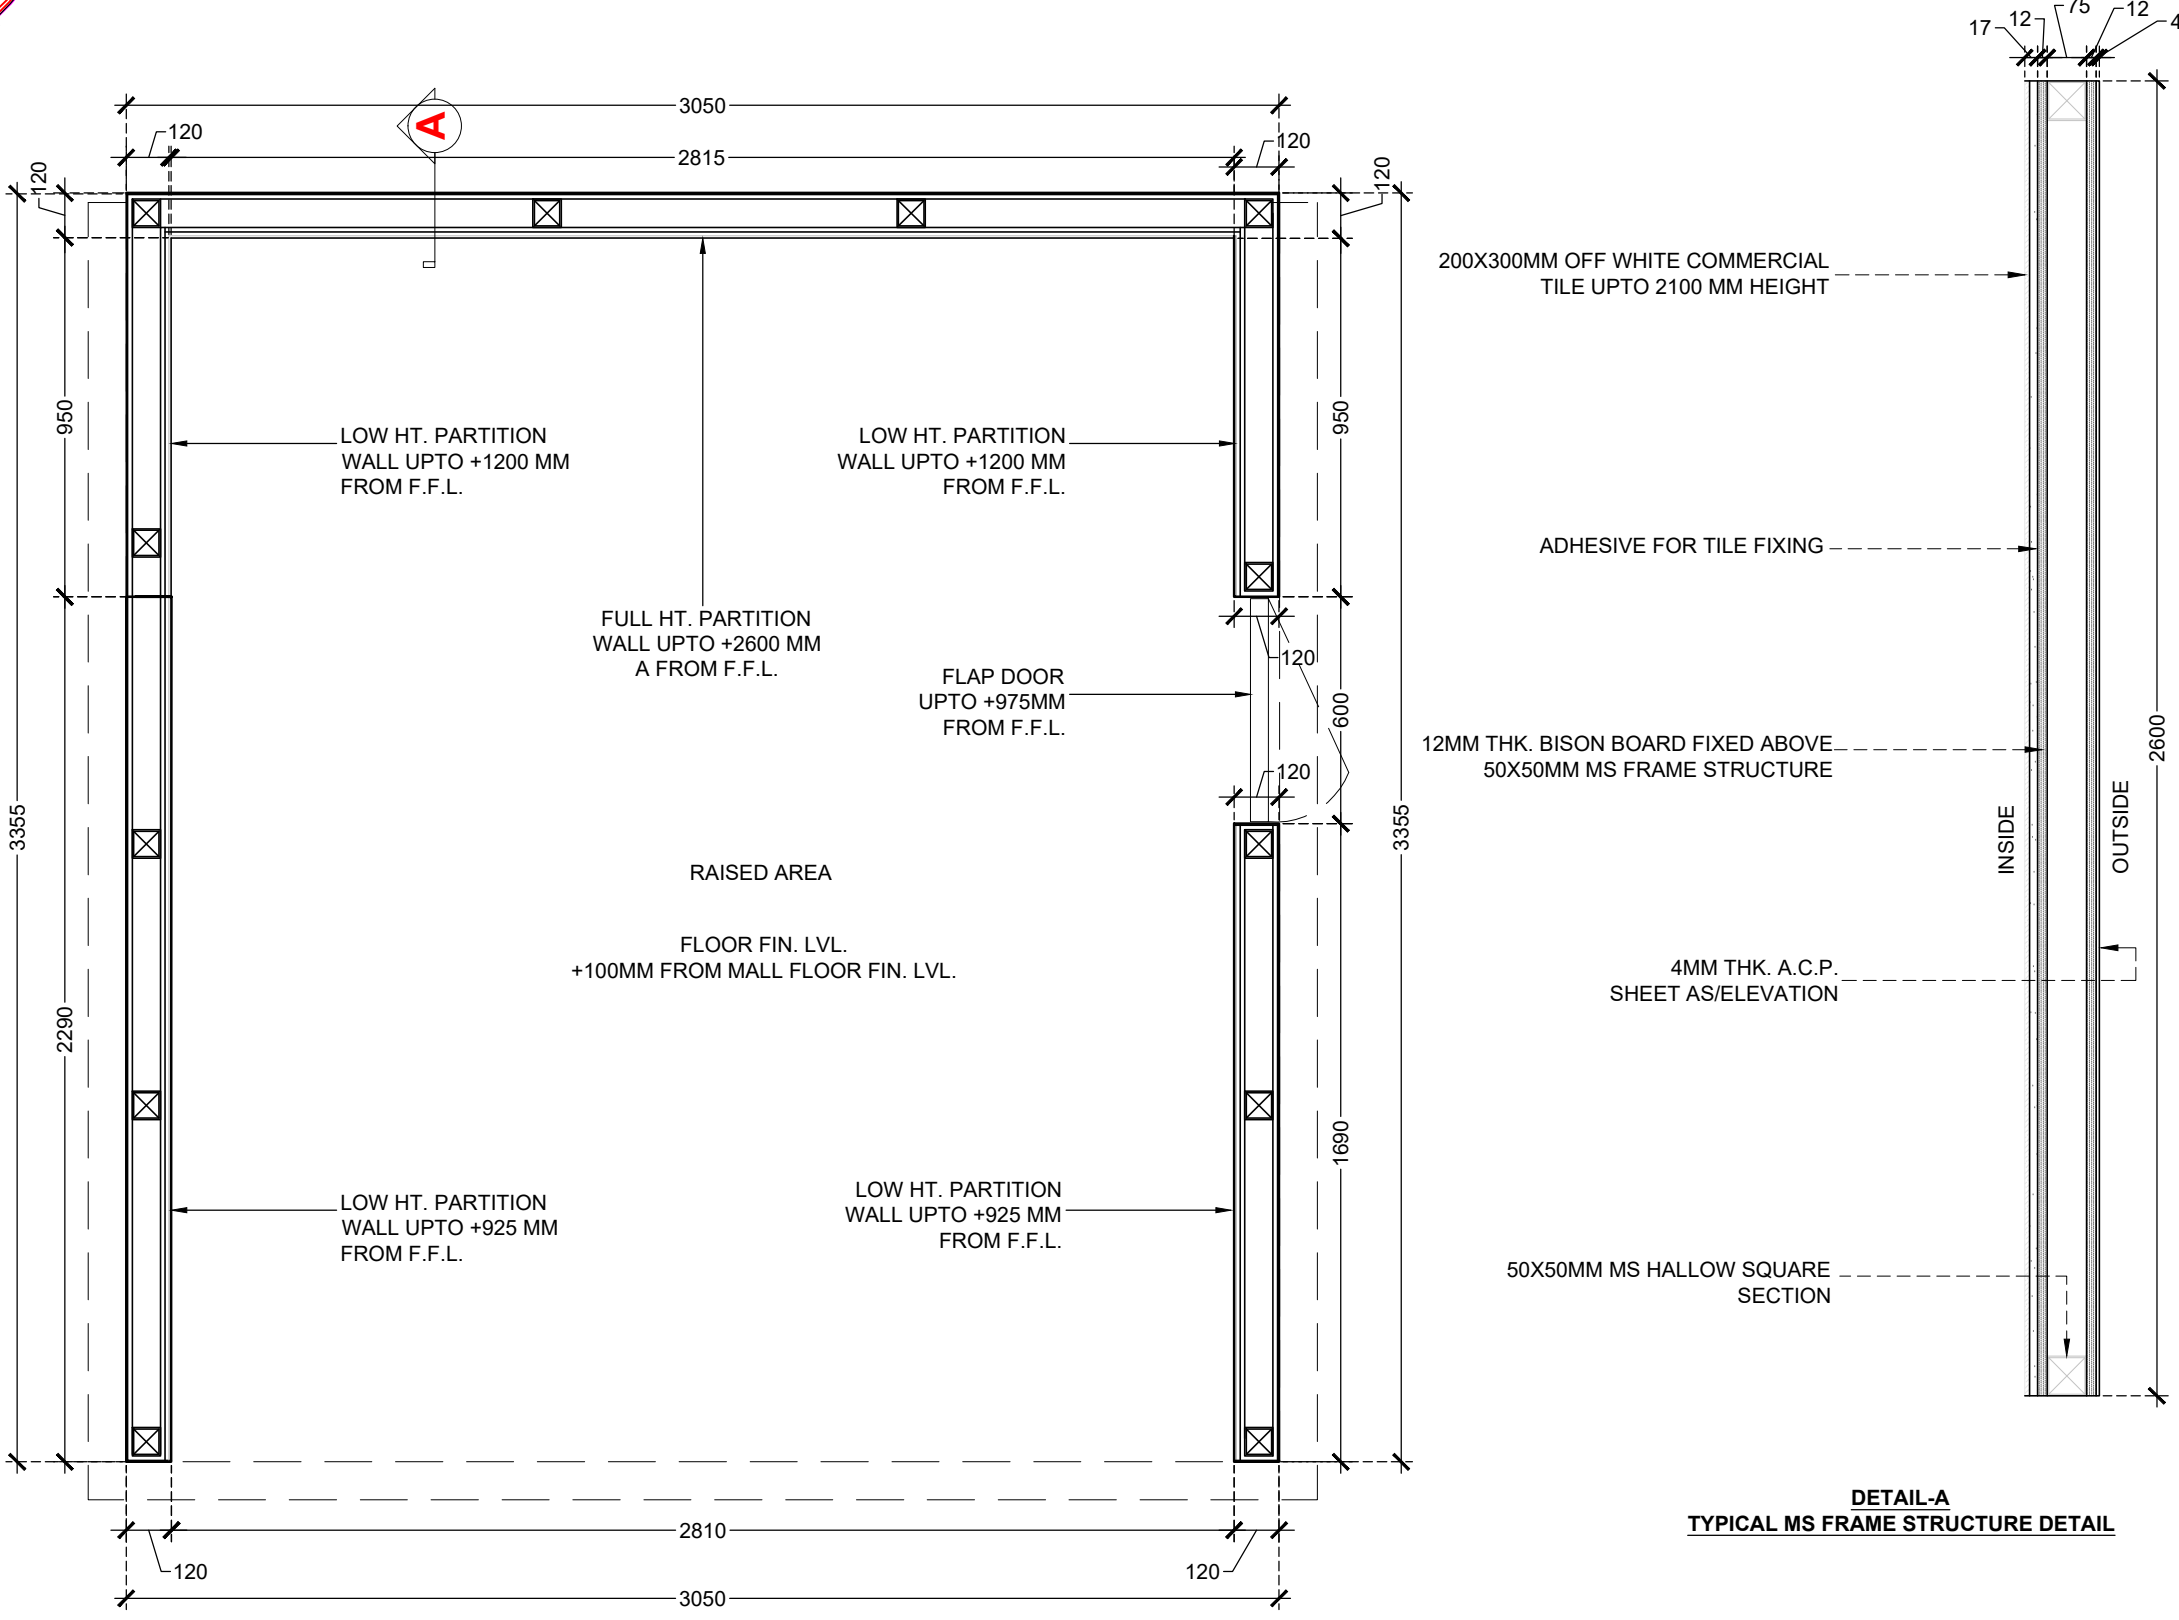 3050
A
120
2815
120
120
120
950
950
LOW HT. PARTITION
WALL UPTO +1200 MM
FROM F.F.L.
LOW HT. PARTITION
WALL UPTO +1200 MM
FROM F.F.L.
FULL HT. PARTITION
WALL UPTO +2600 MM
A FROM F.F.L.
FLAP DOOR
UPTO +975MM
FROM F.F.L.
120
600
120
3355
3355
RAISED AREA
FLOOR FIN. LVL.
+100MM FROM MALL FLOOR FIN. LVL.
2290
1690
LOW HT. PARTITION
WALL UPTO +925 MM
FROM F.F.L.
LOW HT. PARTITION
WALL UPTO +925 MM
FROM F.F.L.
2810
120
120
3050
17
12
75
12
4
200X300MM OFF WHITE COMMERCIAL
TILE UPTO 2100 MM HEIGHT
ADHESIVE FOR TILE FIXING
12MM THK. BISON BOARD FIXED ABOVE
50X50MM MS FRAME STRUCTURE
2600
INSIDE
OUTSIDE
4MM THK. A.C.P.
SHEET AS/ELEVATION
50X50MM MS HALLOW SQUARE
SECTION
DETAIL-A
TYPICAL MS FRAME STRUCTURE DETAIL